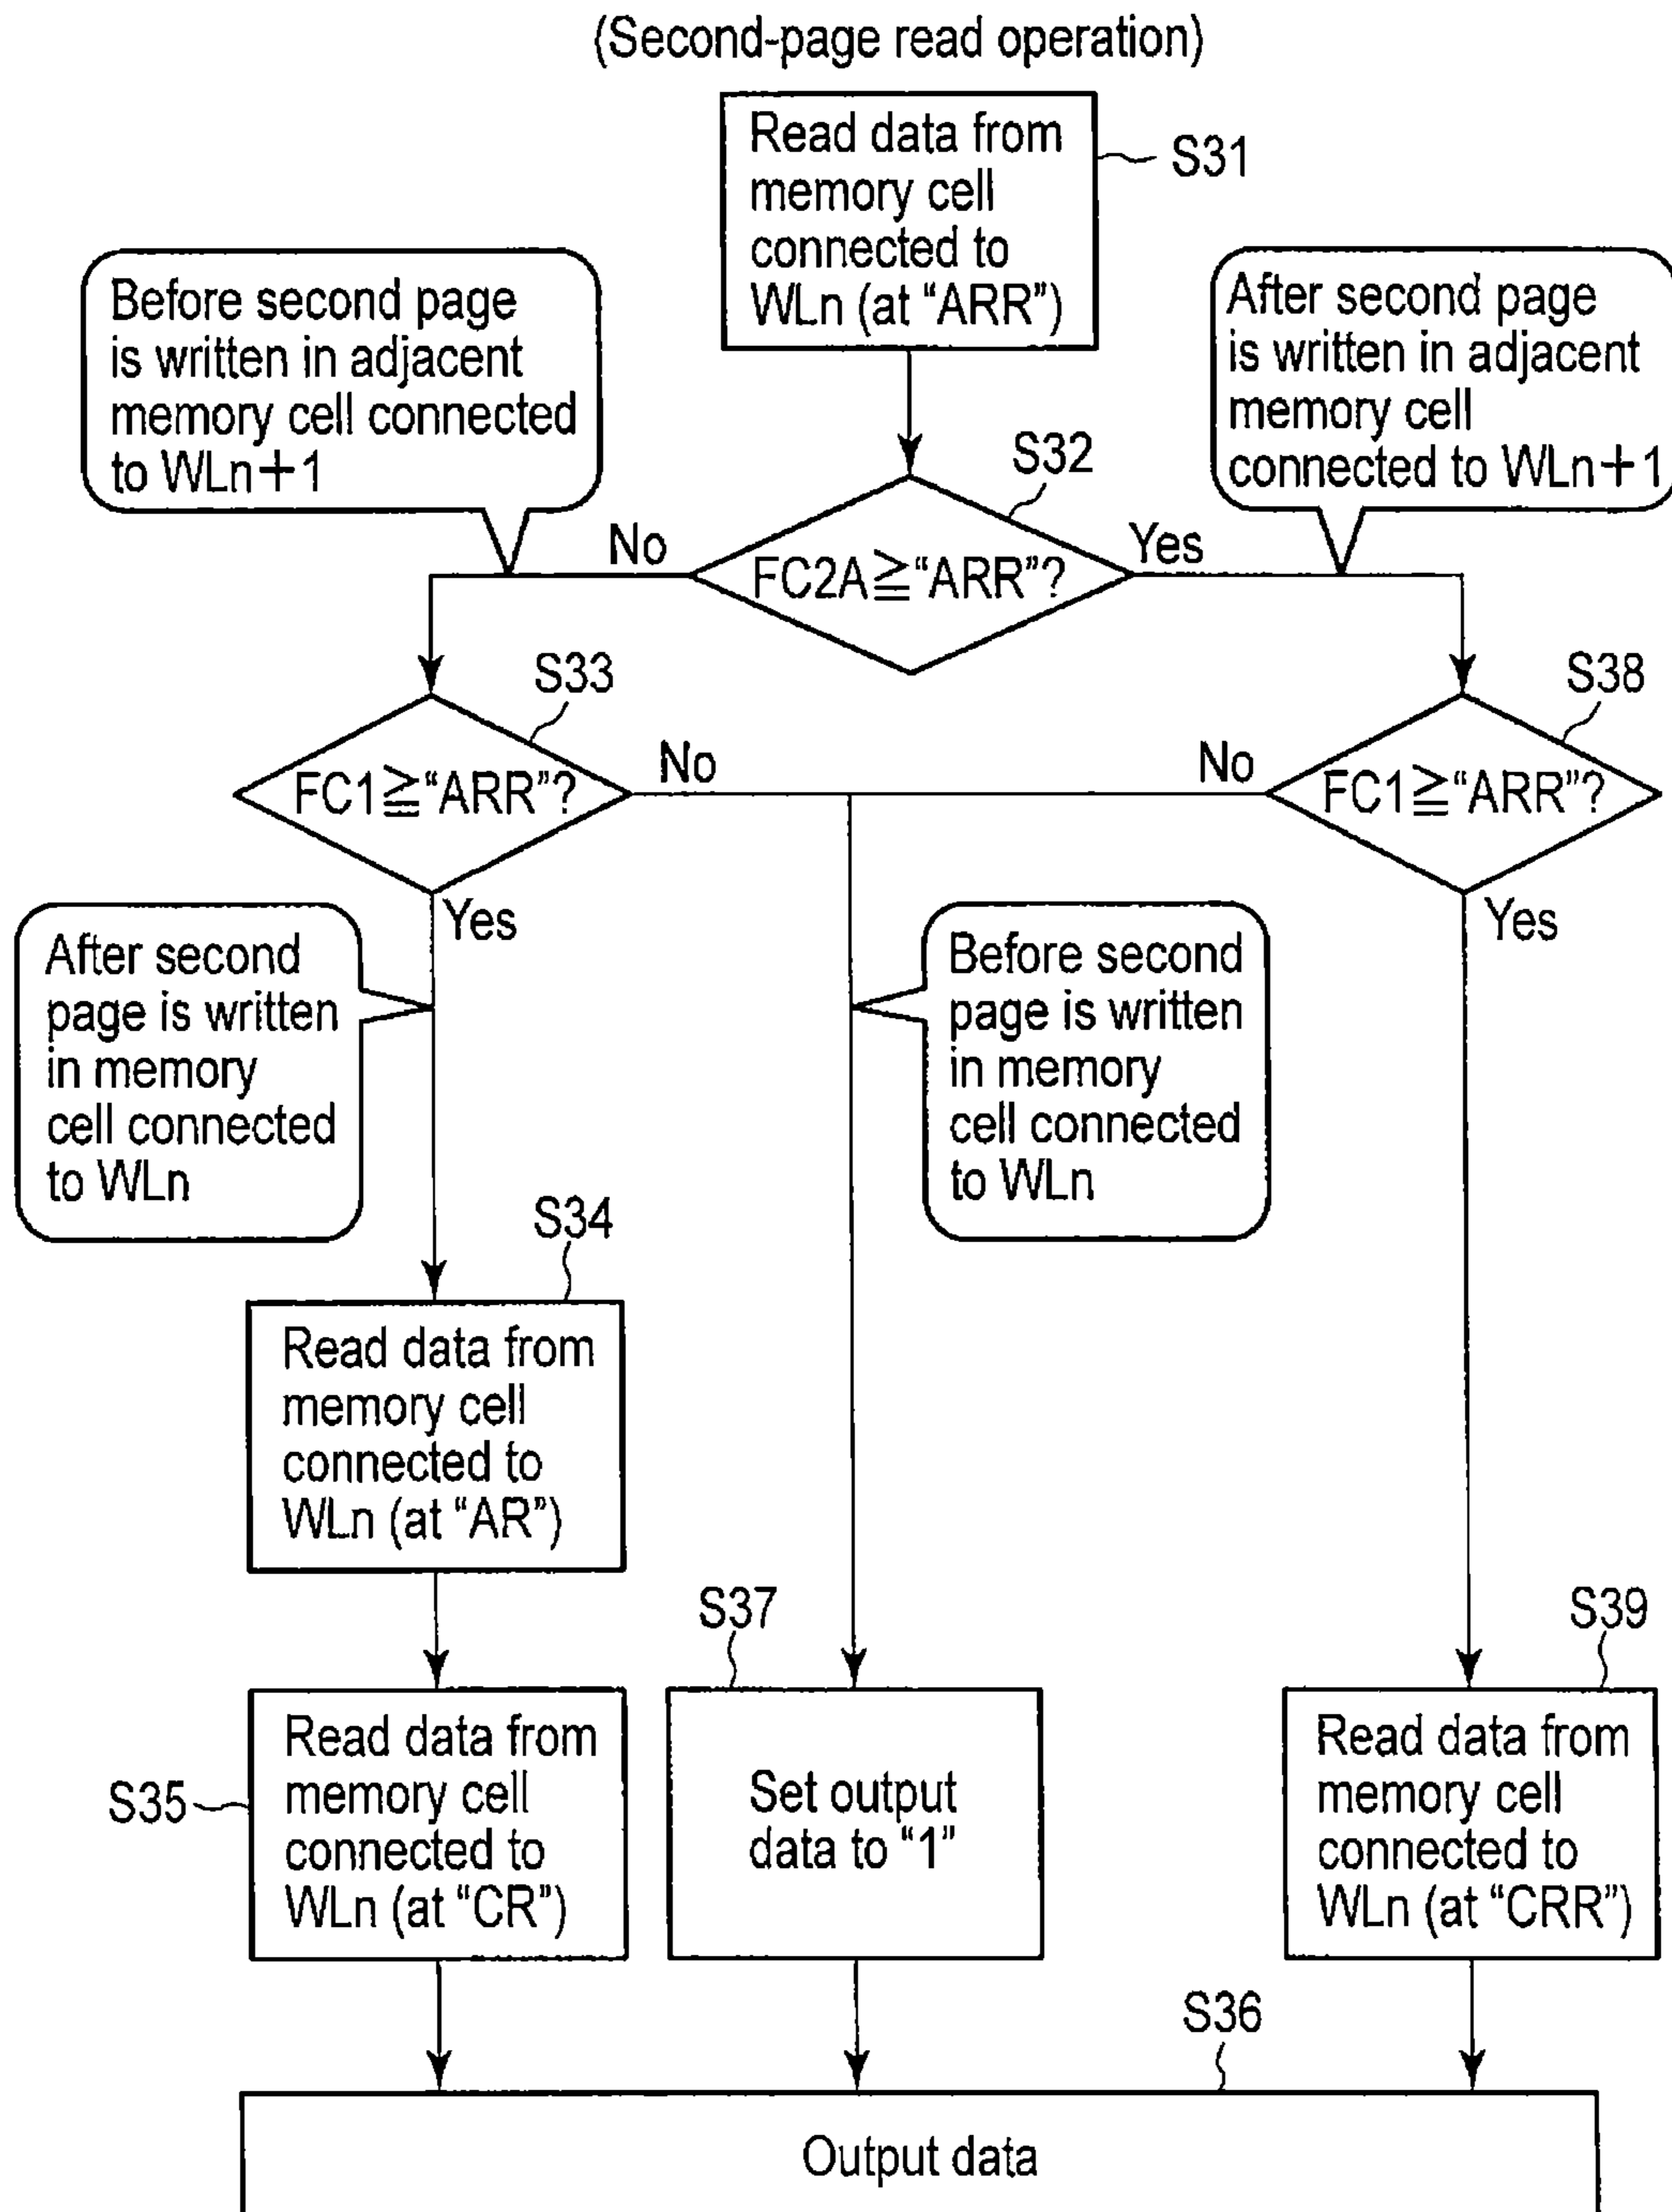 (Second-page read operation)
Read data from
memory cell
connected to
WLn (at “ARR”)
S31
Before second page
is written in adjacent
memory cell connected
to WLn+1
After second page
is written in adjacent
memory cell
connected to WLn+1
S32
No
FC2A≧“ARR”?
Yes
S33
FC1≧“ARR”?
No
S38
No
FC1≧“ARR”?
Yes
Yes
After second
page is written
in memory
cell connected
to WLn
Before second
page is written
in memory
cell connected
to WLn
S34
Read data from
memory cell
connected to
WLn (at “AR”)
S35
Read data from
memory cell
connected to
WLn (at “CR”)
S37
Set output
data to “1”
S39
Read data from
memory cell
connected to
WLn (at “CRR”)
S36
Output data